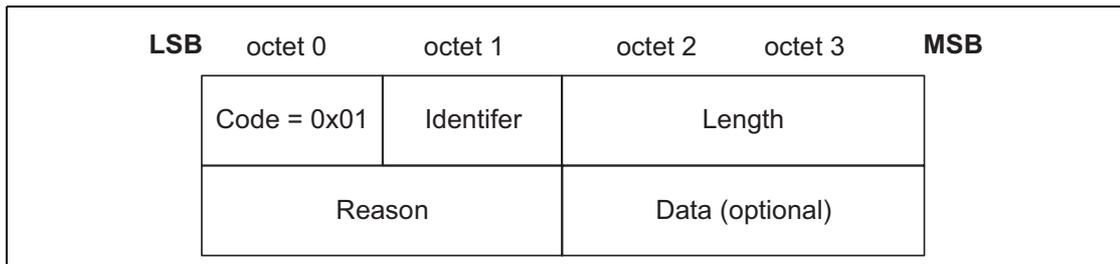 LSB octet 0 octet 1 octet 2 octet 3 MSB
Code = 0x01 Identifer Length
Reason Data (optional)